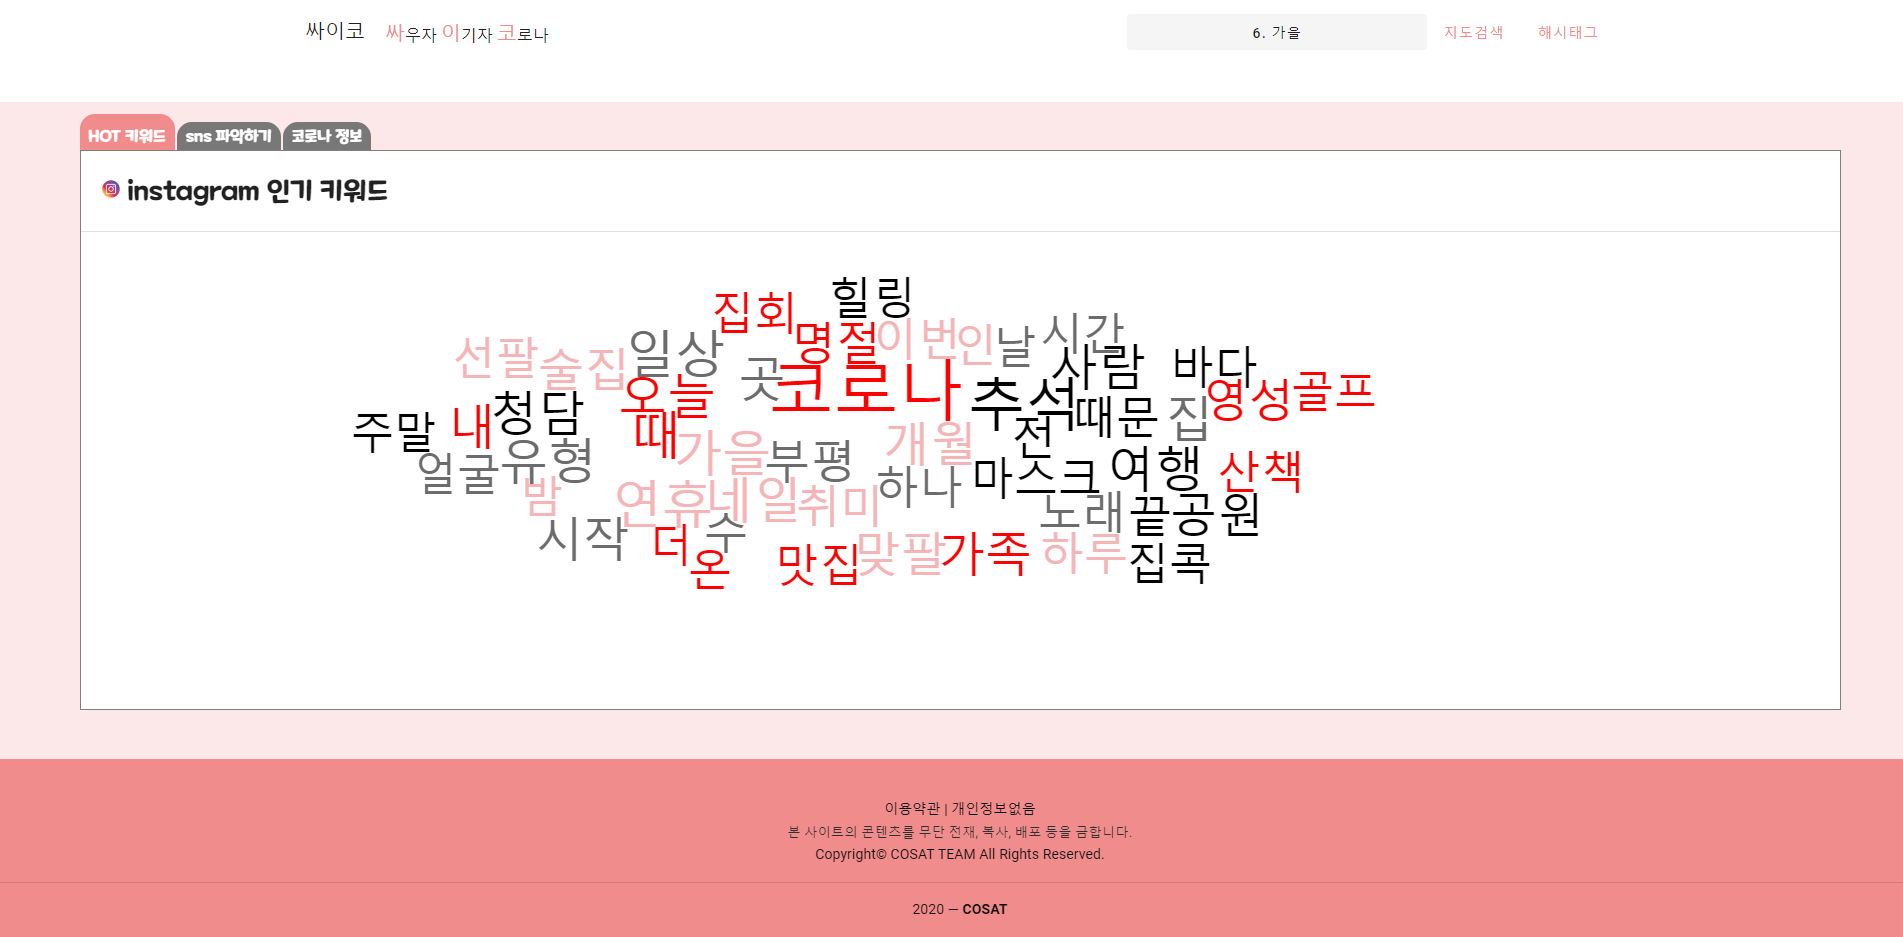 싸이코 싸우자 이기자 코로나 6. 가을 지도검색 해시태그
HOT 키워드 sns 파악하기 코로나 정보
instagram 인기 키워드
힐링
집회
명절 이번 인 날 시간
선팔 술집 일상 곳 사람 바다
오늘 코로나 추석 영성 골프
주말 내 청담 때 전 때문 집
가을 부평 개월
얼굴 유형 하나 마스크 여행 산책
밤 연휴 네일 취미 노래 끝 공원
시작 더 수
온 맛집 맞팔 가족 하루 집콕
이용약관 | 개인정보없음
본 사이트의 콘텐츠를 무단 전재, 복사, 배포 등을 금합니다.
Copyright© COSAT TEAM All Rights Reserved.
2020 — COSAT